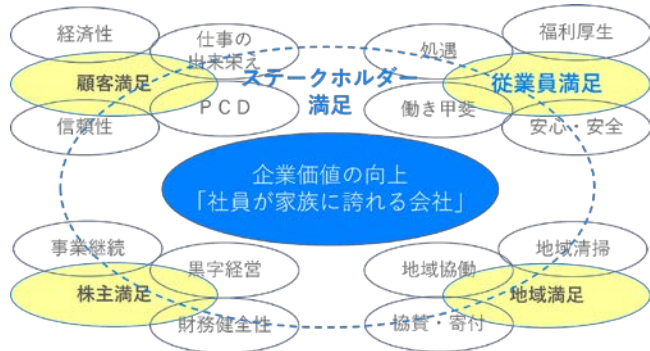 経済性
仕事の
出来栄え
顧客満足
信頼性
ＰＣＤ
ステークホルダー
満足
処遇
福利厚生
従業員満足
働き甲斐
安心・安全
企業価値の向上
「社員が家族に誇れる会社」
事業継続
黒字経営
株主満足
財務健全性
地域協働
地域清掃
地域満足
協賛・寄付